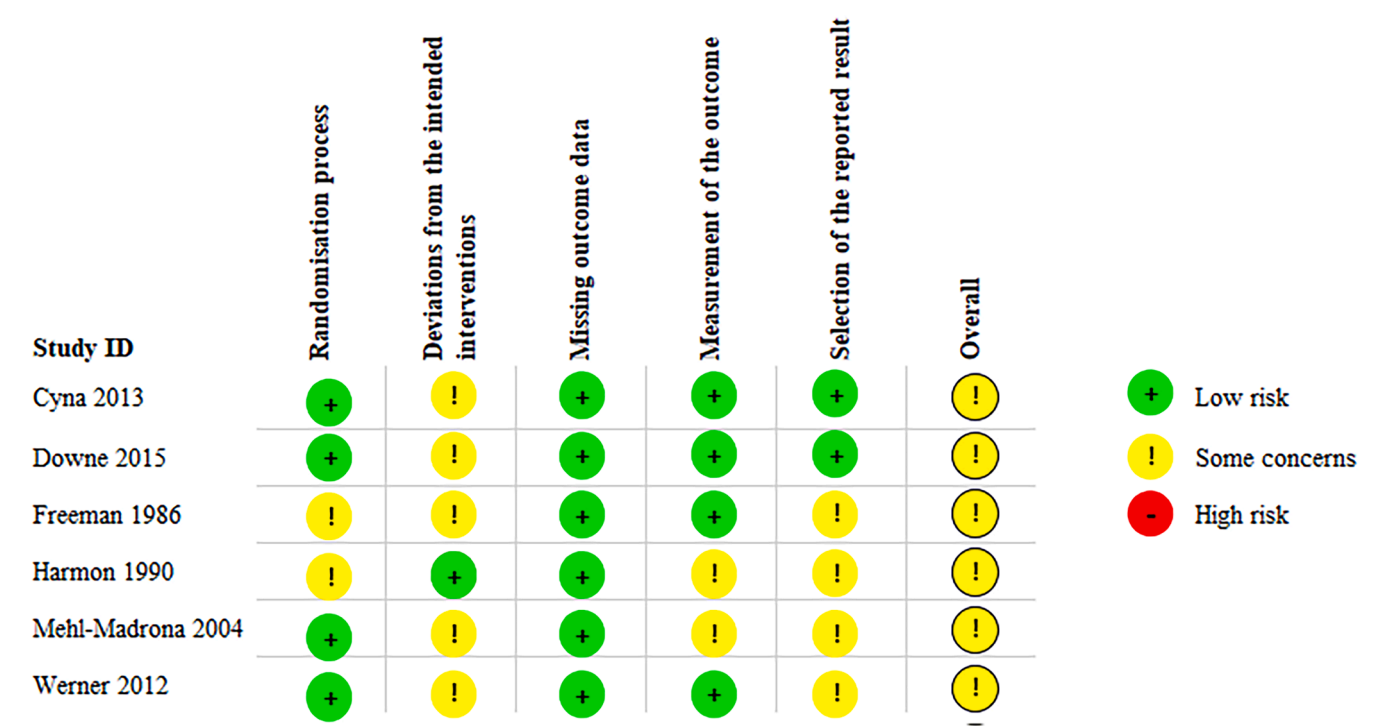 Randomisation process
Deviations from the intended
interventions
Missing outcome data
Measurement of the outcome
Selection of the reported result
Overall
Study ID
Cyna 2013 + ! + + + !
Downe 2015 + ! + + + !
Freeman 1986 ! ! + + ! !
Harmon 1990 ! + + ! ! !
Mehl-Madrona 2004 + ! + ! ! !
Werner 2012 + ! + + ! !
+ Low risk
! Some concerns
- High risk